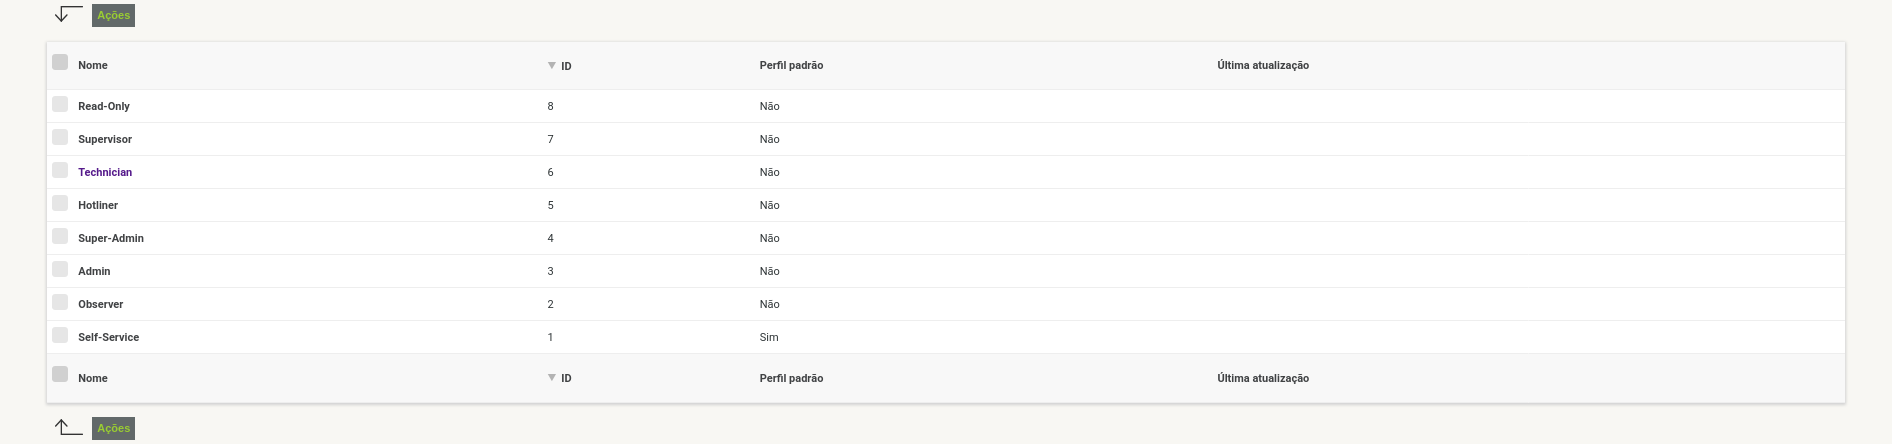 Ações
Nome ID Perfil padrão Última atualização
Read-Only 8 Não
Supervisor 7 Não
Technician 6 Não
Hotliner 5 Não
Super-Admin 4 Não
Admin 3 Não
Observer 2 Não
Self-Service 1 Sim
Nome ID Perfil padrão Última atualização
Ações